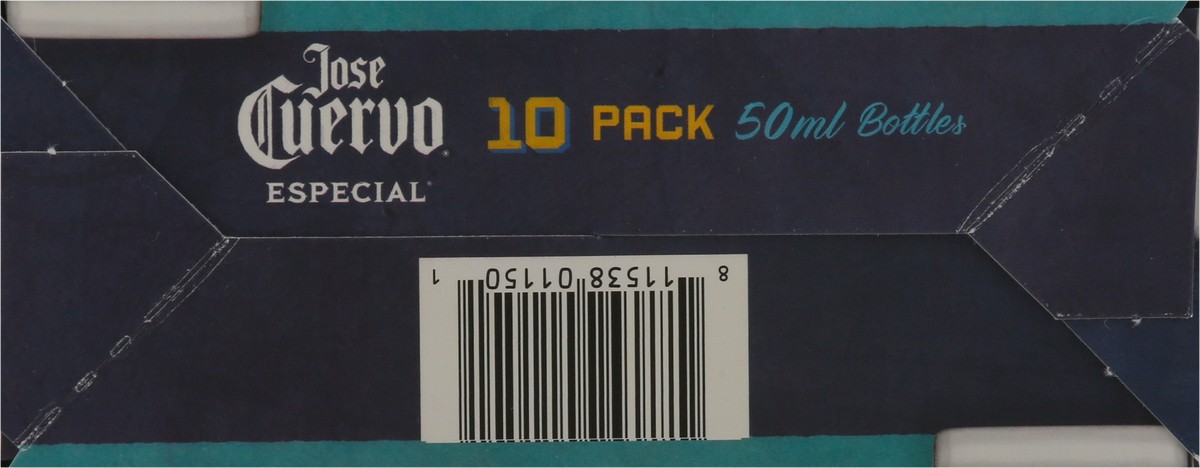 Jose
Cuervo
ESPECIAL
10 PACK 50ml Bottles
8 11538 01150 1